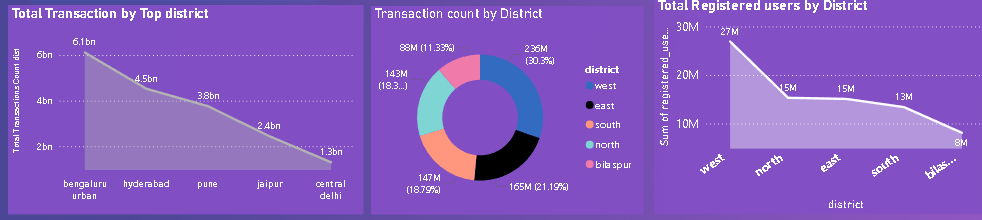 Total Transaction by Top district
Total Transactions Count dist
6bn
4bn
2bn
6.1bn
4.5bn
3.8bn
2.4bn
1.3bn
bengaluru
urban
hyderabad
pune
jaipur
central
delhi
Transaction count by District
88M (11.33%)
236M
(30.3%)
143M
(18.3...)
147M
(18.79%)
165M (21.19%)
district
west
east
south
north
bilaspur
Total Registered users by District
Sum of registered_use...
30M
20M
10M
27M
15M
15M
13M
8M
west
north
east
south
bilas...
district